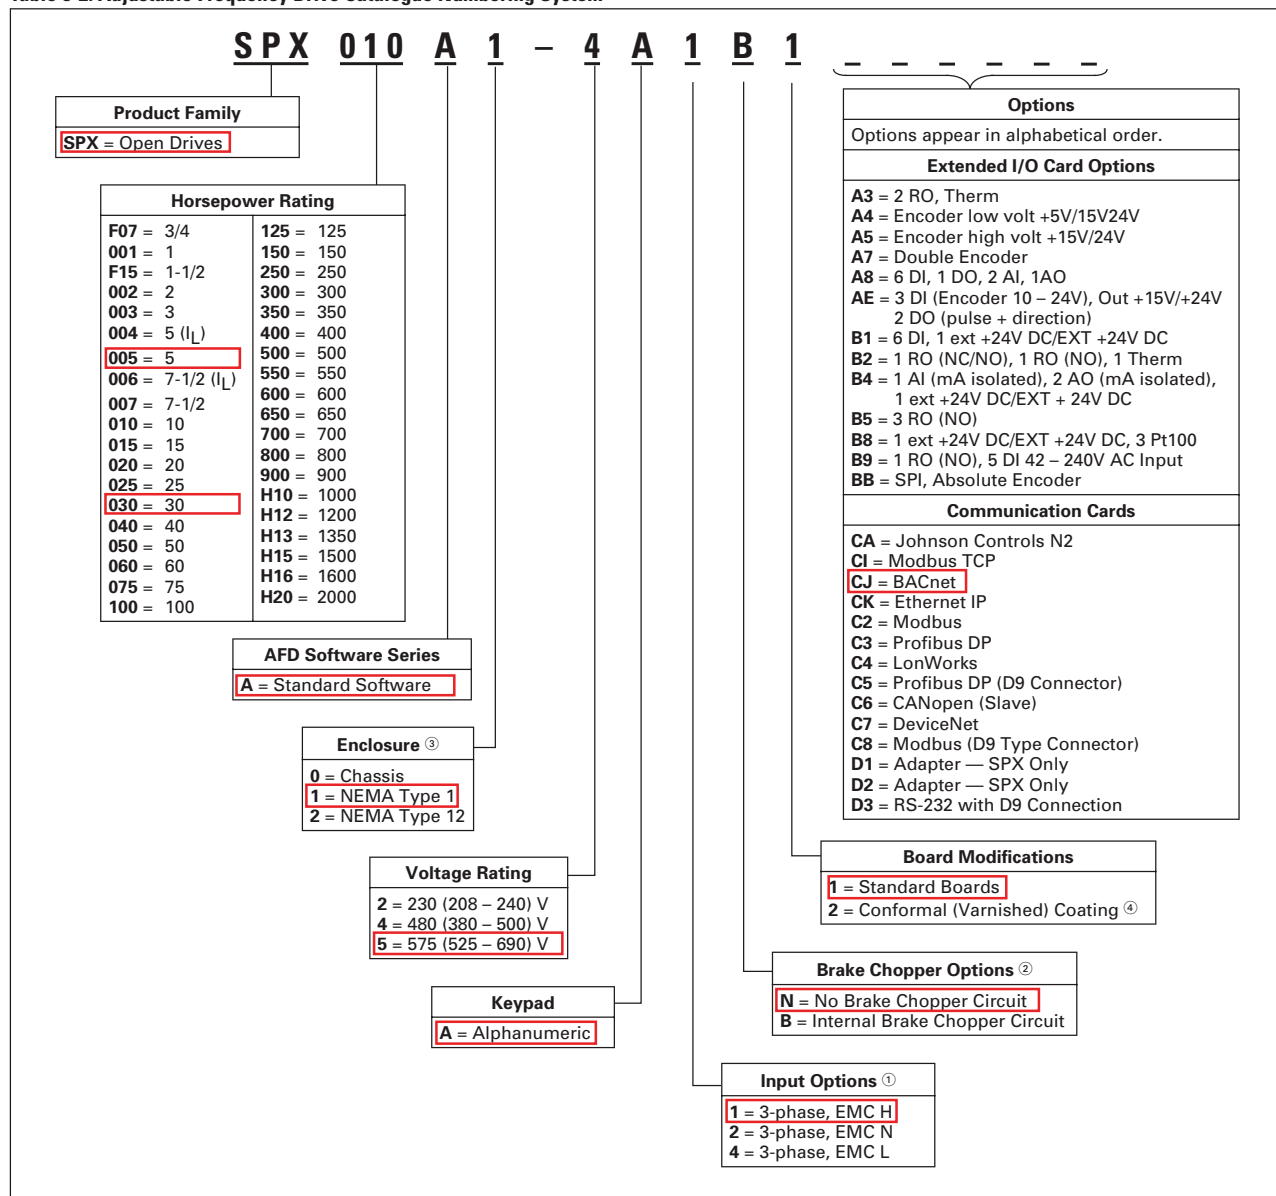 SPX 010 A 1 – 4 A 1 B 1 _ _ _ _ _ _
Product Family
SPX = Open Drives
Horsepower Rating
F07 = 3/4
001 = 1
F15 = 1-1/2
002 = 2
003 = 3
004 = 5 (IL)
005 = 5
006 = 7-1/2 (IL)
007 = 7-1/2
010 = 10
015 = 15
020 = 20
025 = 25
030 = 30
040 = 40
050 = 50
060 = 60
075 = 75
100 = 100
125 = 125
150 = 150
250 = 250
300 = 300
350 = 350
400 = 400
500 = 500
550 = 550
600 = 600
650 = 650
700 = 700
800 = 800
900 = 900
H10 = 1000
H12 = 1200
H13 = 1350
H15 = 1500
H16 = 1600
H20 = 2000
AFD Software Series
A = Standard Software
Enclosure ③
0 = Chassis
1 = NEMA Type 1
2 = NEMA Type 12
Voltage Rating
2 = 230 (208 – 240) V
4 = 480 (380 – 500) V
5 = 575 (525 – 690) V
Keypad
A = Alphanumeric
Options
Options appear in alphabetical order.
Extended I/O Card Options
A3 = 2 RO, Therm
A4 = Encoder low volt +5V/15V24V
A5 = Encoder high volt +15V/24V
A7 = Double Encoder
A8 = 6 DI, 1 DO, 2 AI, 1AO
AE = 3 DI (Encoder 10 – 24V), Out +15V/+24V
2 DO (pulse + direction)
B1 = 6 DI, 1 ext +24V DC/EXT +24V DC
B2 = 1 RO (NC/NO), 1 RO (NO), 1 Therm
B4 = 1 AI (mA isolated), 2 AO (mA isolated),
1 ext +24V DC/EXT + 24V DC
B5 = 3 RO (NO)
B8 = 1 ext +24V DC/EXT +24V DC, 3 Pt100
B9 = 1 RO (NO), 5 DI 42 – 240V AC Input
BB = SPI, Absolute Encoder
Communication Cards
CA = Johnson Controls N2
CI = Modbus TCP
CJ = BACnet
CK = Ethernet IP
C2 = Modbus
C3 = Profibus DP
C4 = LonWorks
C5 = Profibus DP (D9 Connector)
C6 = CANopen (Slave)
C7 = DeviceNet
C8 = Modbus (D9 Type Connector)
D1 = Adapter — SPX Only
D2 = Adapter — SPX Only
D3 = RS-232 with D9 Connection
Board Modifications
1 = Standard Boards
2 = Conformal (Varnished) Coating ④
Brake Chopper Options ②
N = No Brake Chopper Circuit
B = Internal Brake Chopper Circuit
Input Options ①
1 = 3-phase, EMC H
2 = 3-phase, EMC N
4 = 3-phase, EMC L